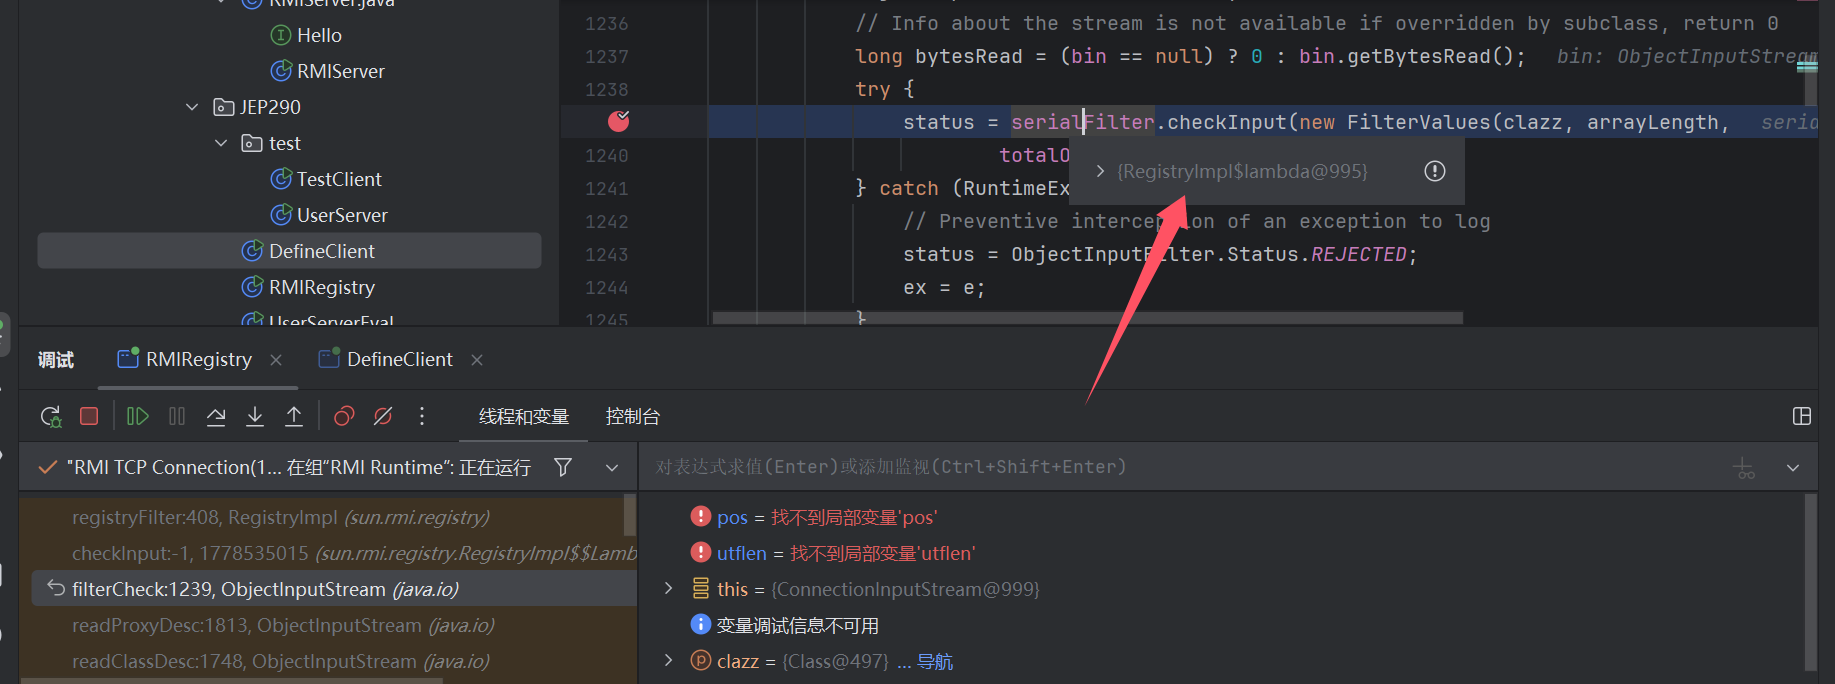 RMIServer.java
Hello
RMIServer
JEP290
test
TestClient
UserServer
DefineClient
RMIRegistry
UserServerEval
1236 // Info about the stream is not available if overridden by subclass, return 0
1237 long bytesRead = (bin == null) ? 0 : bin.getBytesRead(); bin: ObjectInputStream
1238 try {
status = serialFilter.checkInput(new FilterValues(clazz, arrayLength, seria
1240 totalO
{RegistryImpl$lambda@995}
1241 } catch (RuntimeEx
1242 // Preventive interception of an exception to log
1243 status = ObjectInputFilter.Status.REJECTED;
1244 ex = e;
1245 }
调试
RMIRegistry
DefineClient
线程和变量
控制台
"RMI TCP Connection(1... 在组“RMI Runtime”: 正在运行
对表达式求值(Enter)或添加监视(Ctrl+Shift+Enter)
registryFilter:408, RegistryImpl (sun.rmi.registry)
checkInput:-1, 1778535015 (sun.rmi.registry.RegistryImpl$$Lamb
filterCheck:1239, ObjectInputStream (java.io)
readProxyDesc:1813, ObjectInputStream (java.io)
readClassDesc:1748, ObjectInputStream (java.io)
pos = 找不到局部变量'pos'
utflen = 找不到局部变量'utflen'
this = {ConnectionInputStream@999}
变量调试信息不可用
clazz = {Class@497} ... 导航